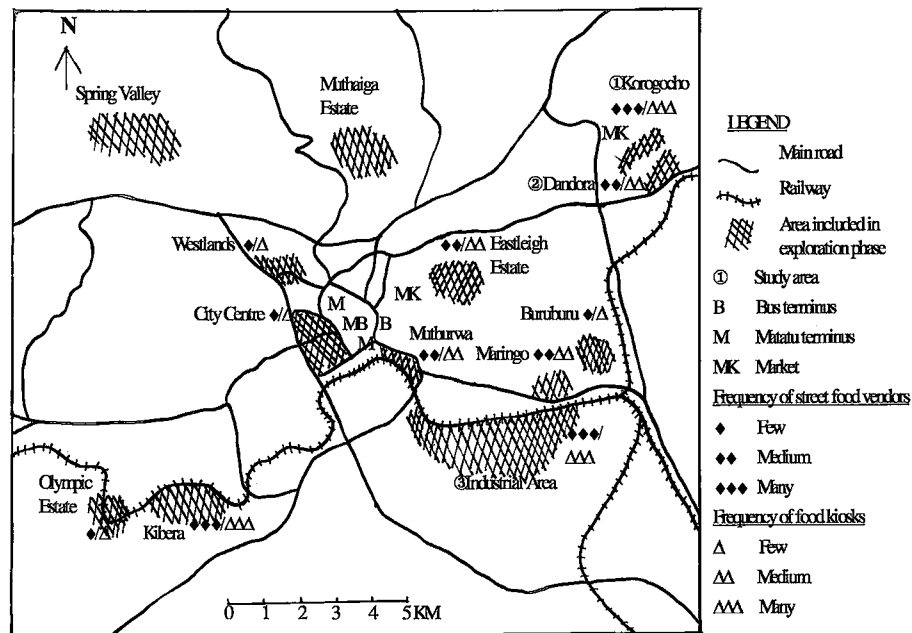 N
Spring Valley
Muthaiga
Estate
①Korogocho
♦♦♦/ΔΔΔ
MK
②Dandora ♦♦/ΔΔ
Westlands ♦/Δ
♦♦/ΔΔ Eastleigh
Estate
MK
City Centre ♦/Δ
M
MB
B
M
Muthurwa
♦♦/ΔΔ
Buruburu ♦/Δ
Maringo ♦♦/ΔΔ
♦♦♦/
ΔΔΔ
③Industrial Area
Olympic
Estate
♦/Δ
Kibera ♦♦♦/ΔΔΔ
0 1 2 3 4 5KM
LEGEND
Main road
Railway
Area included in
exploration phase
① Study area
B Bus terminus
M Matatu terminus
MK Market
Frequency of street food vendors
♦ Few
♦♦ Medium
♦♦♦ Many
Frequency of food kiosks
Δ Few
ΔΔ Medium
ΔΔΔ Many